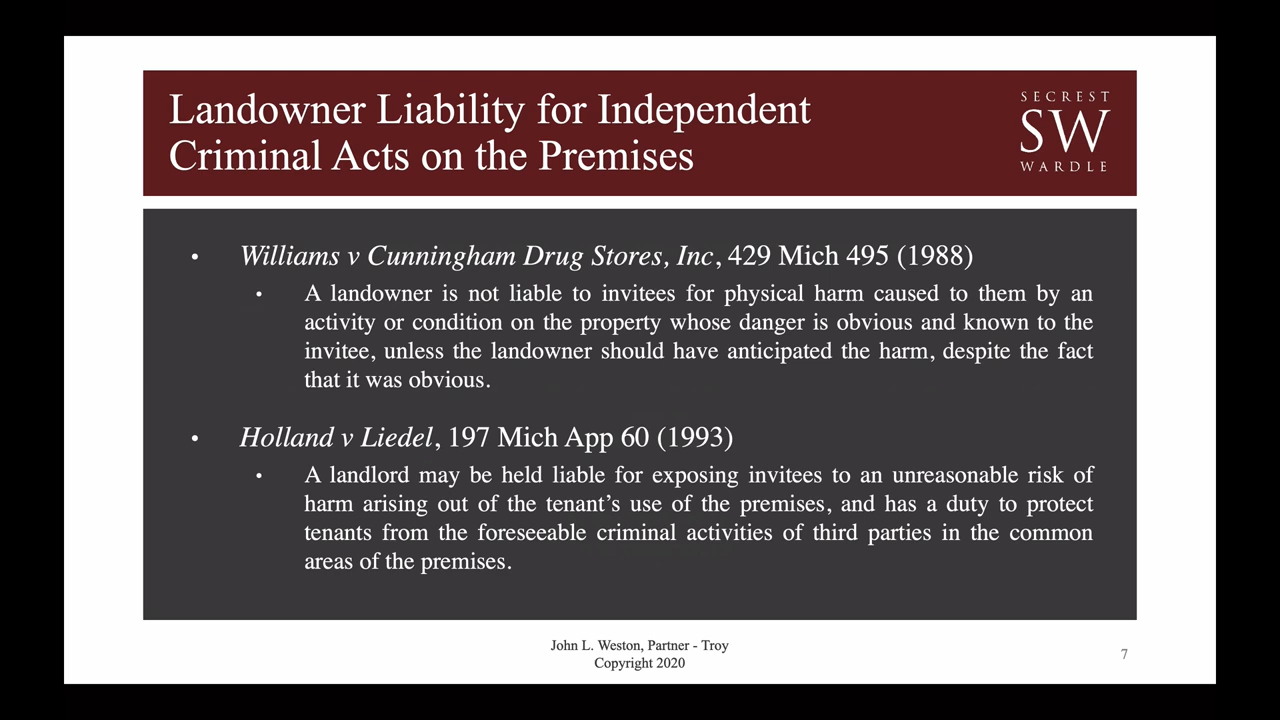 Landowner Liability for Independent
Criminal Acts on the Premises
SECREST
SW
WARDLE
• Williams v Cunningham Drug Stores, Inc, 429 Mich 495 (1988)
• A landowner is not liable to invitees for physical harm caused to them by an
activity or condition on the property whose danger is obvious and known to the
invitee, unless the landowner should have anticipated the harm, despite the fact
that it was obvious.
• Holland v Liedel, 197 Mich App 60 (1993)
• A landlord may be held liable for exposing invitees to an unreasonable risk of
harm arising out of the tenant’s use of the premises, and has a duty to protect
tenants from the foreseeable criminal activities of third parties in the common
areas of the premises.
John L. Weston, Partner - Troy
Copyright 2020
7